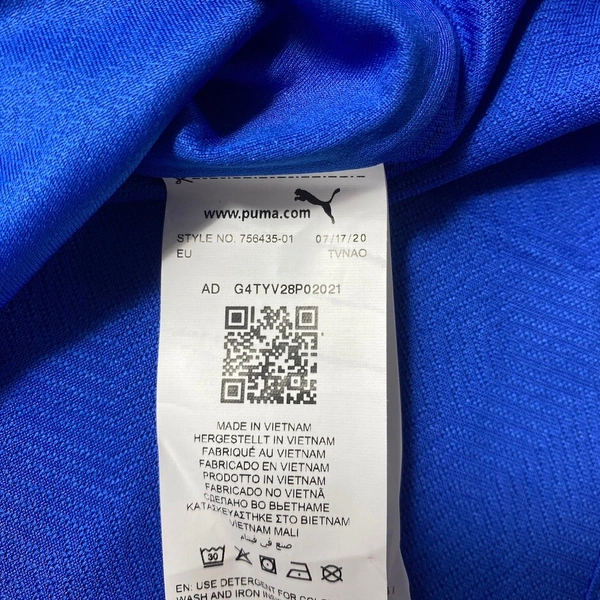 www.puma.com
STYLE NO. 756435-01 07/17/20
EU TVNAO
AD G4TYV28P02021
MADE IN VIETNAM
HERGESTELLT IN VIETNAM
FABRIQUÉ AU VIETNAM
FABRICADO EN VIETNAM
PRODOTTO IN VIETNAM
FABRICADO NO VIETNÃ
СДЕЛАНО ВО ВЬЕТНАМЕ
ΚΑΤΑΣΚΕΥΑΣΤΗΚΕ ΣΤΟ ΒΙΕΤΝΑΜ
VIETNAM MALI
صنع في فيتنام
30
EN: USE DETERGENT FOR
WASH AND IRON